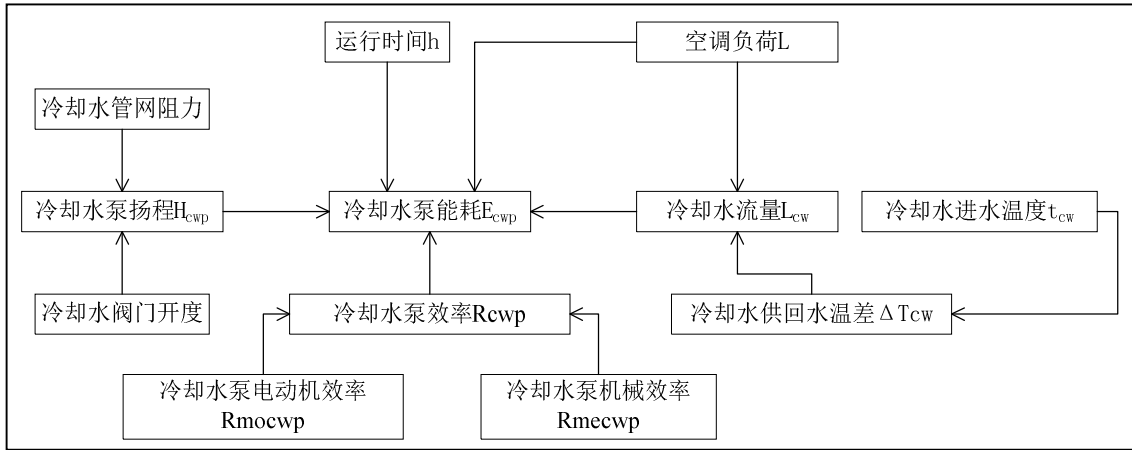 运行时间h
空调负荷L
冷却水管网阻力
冷却水泵扬程Hcwp
冷却水泵能耗Ecwp
冷却水流量Lcw
冷却水进水温度tcw
冷却水阀门开度
冷却水泵效率Rcwp
冷却水供回水温差ΔTcw
冷却水泵电动机效率
Rmocwp
冷却水泵机械效率
Rmecwp